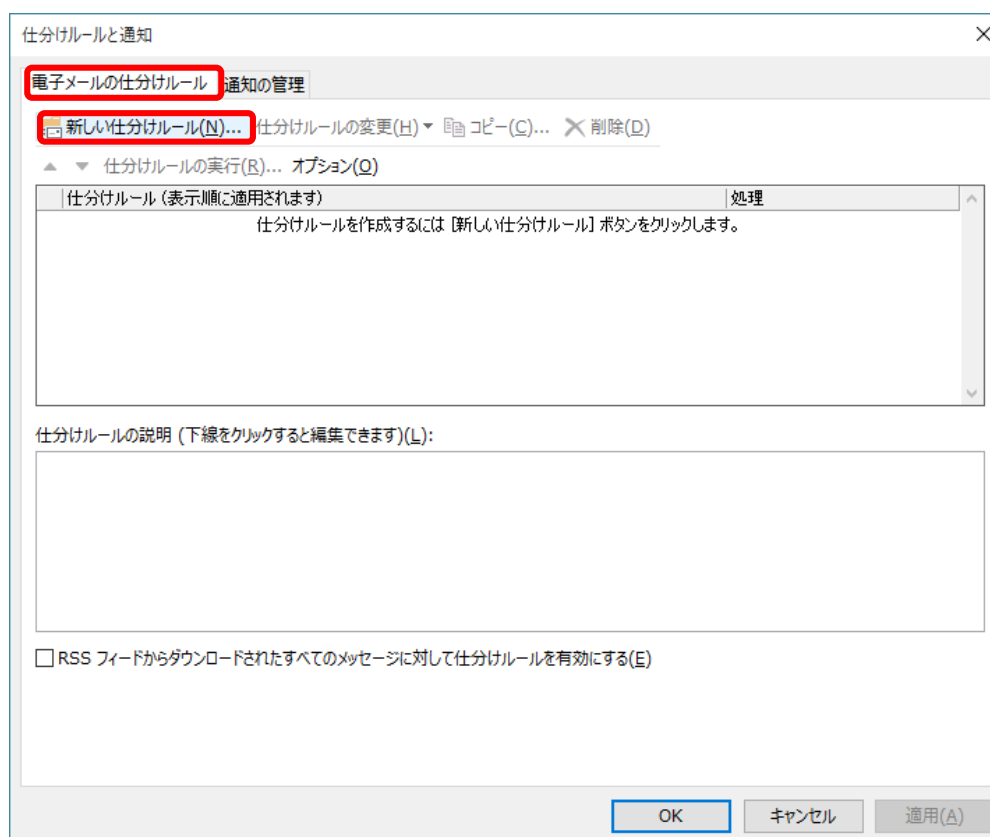 仕分けルールと通知
電子メールの仕分けルール 通知の管理
新しい仕分けルール(N)... 仕分けルールの変更(H) コピー(C)... 削除(D)
仕分けルールの実行(R)... オプション(O)
仕分けルール (表示順に適用されます) 処理
仕分けルールを作成するには [新しい仕分けルール] ボタンをクリックします。
仕分けルールの説明 (下線をクリックすると編集できます)(L):
RSS フィードからダウンロードされたすべてのメッセージに対して仕分けルールを有効にする(E)
OK キャンセル 適用(A)